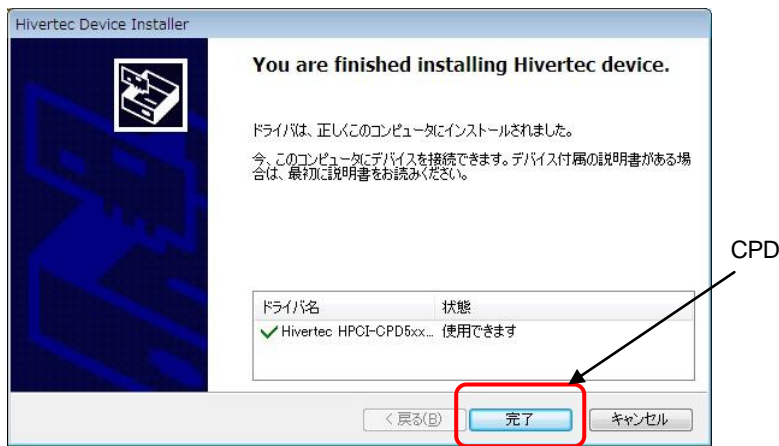 Hivertec Device Installer
You are finished installing Hivertec device.
ドライバは、正しくこのコンピュータにインストールされました。
今、このコンピュータにデバイスを接続できます。デバイス付属の説明書がある場
合は、最初に説明書をお読みください。
CPD
ドライバ名 状態
Hivertec HPCI-CPD5xx... 使用できます
< 戻る(B) 完了 キャンセル